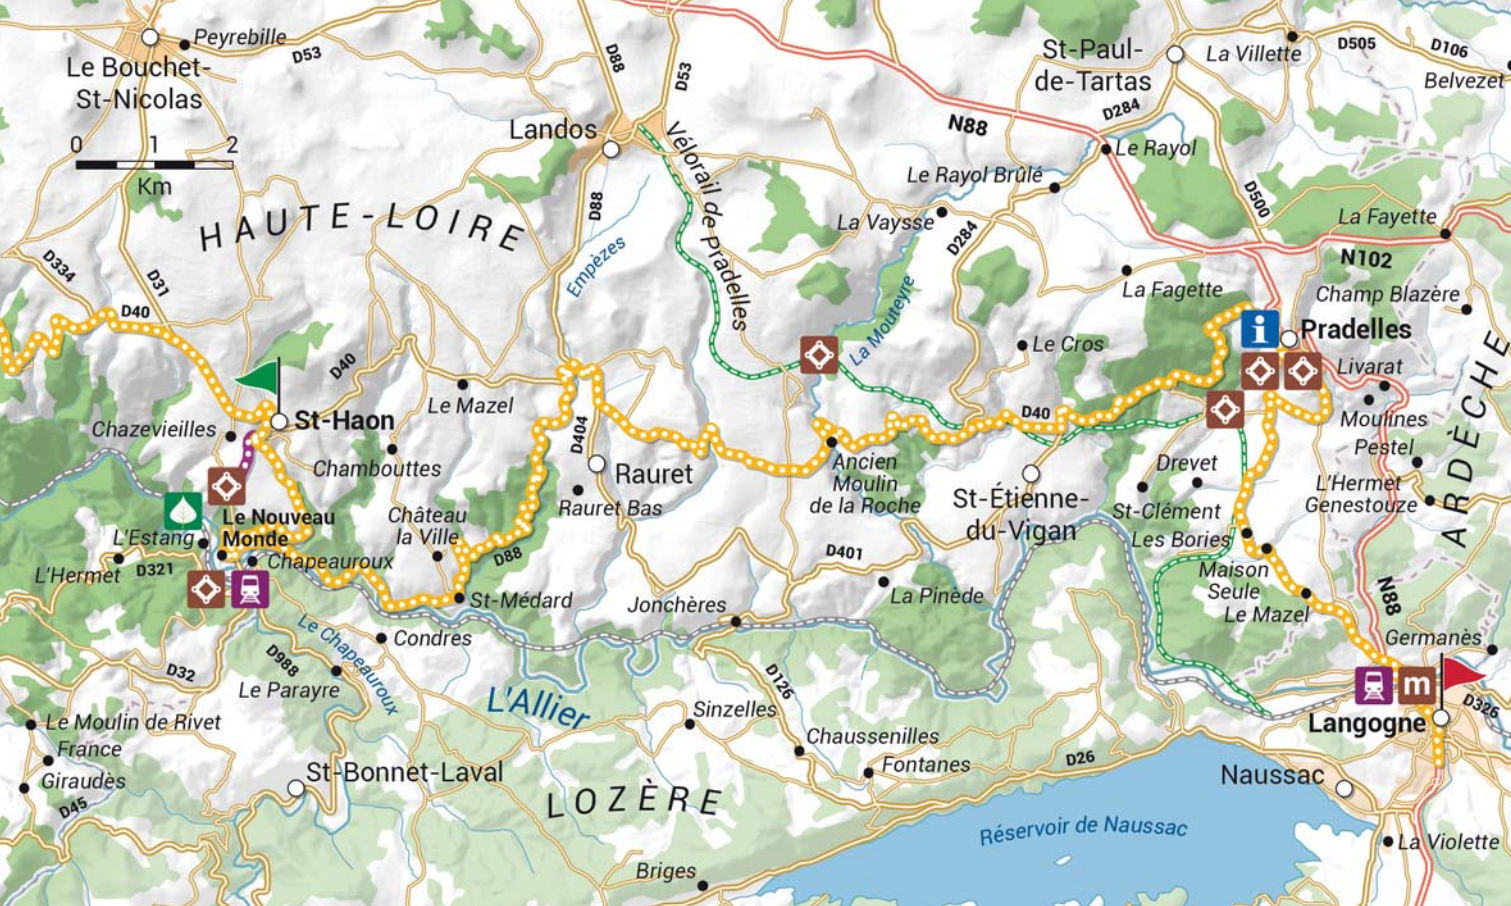 Peyrebille
D53
Le Bouchet-
St-Nicolas
0 1 2
Km
D88
D53
Landos
Vélorail de Pradelles
N88
St-Paul-
de-Tartas
La Villette
D505
D106
Belvezet
D284
Le Rayol
Le Rayol Brûlé
La Vaysse
D284
D500
La Fayette
N102
HAUTE-LOIRE
D88
Empèzes
D334
D31
D40
La Mouteyre
La Fagette
Champ Blazère
i
Pradelles
Le Cros
Livarat
D40
Le Mazel
St-Haon
Chazevieilles
Chambouttes
D404
Rauret
Rauret Bas
D40
Moulines
Pestel
ARDÈCHE
Ancien
Moulin
de la Roche
St-Étienne-
du-Vigan
Drevet
St-Clément
L'Hermet
Genestouze
Le Nouveau
Monde
Château
la Ville
L'Estang
Chapeauroux
L'Hermet
D321
D88
D401
Les Bories
Maison
Seule
Le Mazel
N88
St-Médard
Jonchères
La Pinède
Condres
Le Chapeauroux
Germanès
D32
D988
Le Parayre
L'Allier
D126
m
D326
Langogne
Le Moulin de Rivet
France
Giraudès
D45
Sinzelles
Chaussenilles
Fontanes
D26
St-Bonnet-Laval
LOZÈRE
Naussac
Réservoir de Naussac
La Violette
Briges